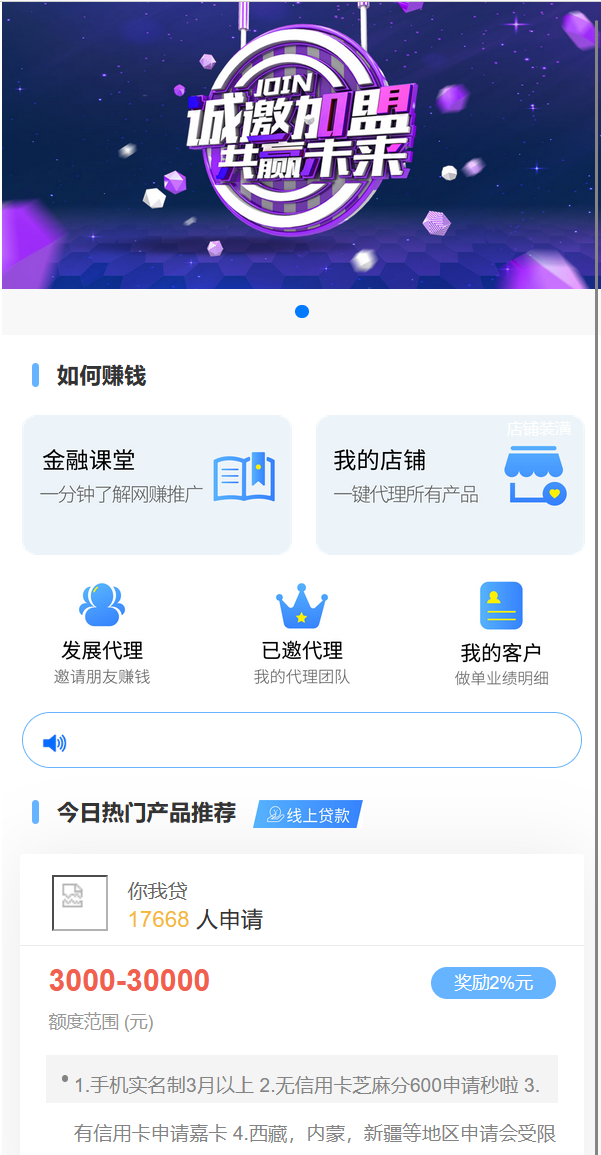 JOIN
诚邀加盟
共赢未来
如何赚钱
店铺装潢
金融课堂
一分钟了解网赚推广
我的店铺
一键代理所有产品
发展代理
邀请朋友赚钱
已邀代理
我的代理团队
我的客户
做单业绩明细
今日热门产品推荐
线上贷款
你我贷
17668 人申请
3000-30000
奖励2%元
额度范围 (元)
1.手机实名制3月以上 2.无信用卡芝麻分600申请秒啦 3.
有信用卡申请嘉卡 4.西藏，内蒙，新疆等地区申请会受限